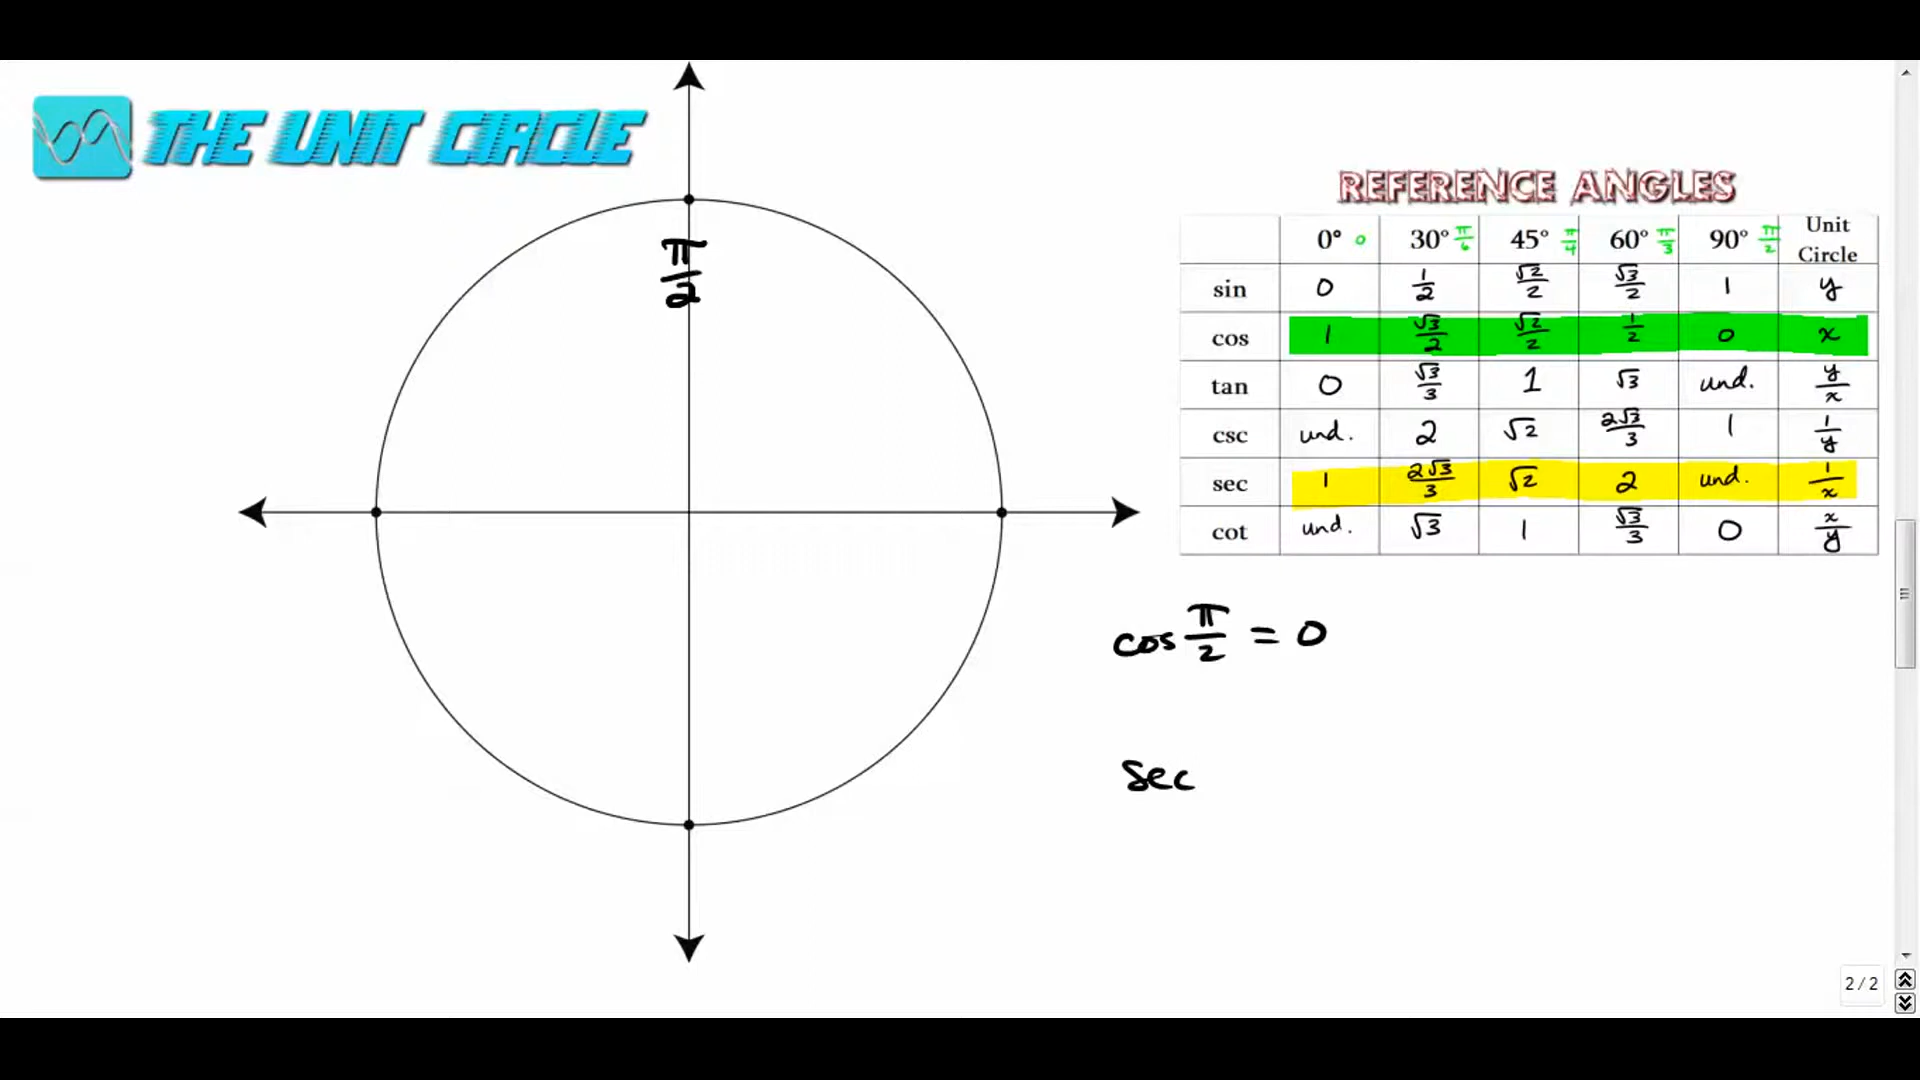 THE UNIT CIRCLE
π/2
REFERENCE ANGLES
0° 0 30° π/6 45° π/4 60° π/3 90° π/2 Unit Circle
sin 0 1/2 √2/2 √3/2 1 y
cos 1 √3/2 √2/2 1/2 0 x
tan 0 √3/3 1 √3 und. y/x
csc und. 2 √2 2√3/3 1 1/y
sec 1 2√3/3 √2 2 und. 1/x
cot und. √3 1 √3/3 0 x/y
cos π/2 = 0
sec
2 / 2